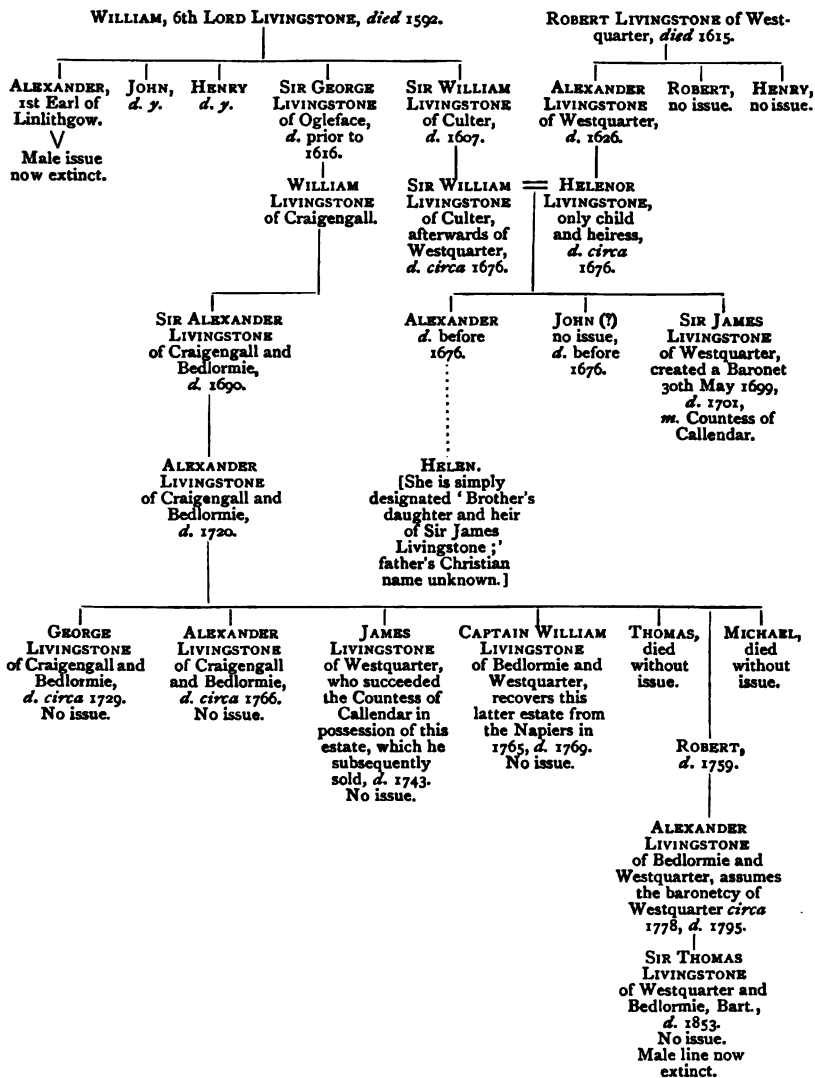 WILLIAM, 6th LORD LIVINGSTONE, died 1592.
ROBERT LIVINGSTONE of West-
quarter, died 1615.
ALEXANDER,
1st Earl of
Linlithgow.
Male issue
now extinct.
JOHN,
d. y.
HENRY
d. y.
SIR GEORGE
LIVINGSTONE
of Ogleface,
d. prior to
1616.
SIR WILLIAM
LIVINGSTONE
of Culter,
d. 1607.
ALEXANDER
LIVINGSTONE
of Westquarter,
d. 1626.
ROBERT,
no issue.
HENRY,
no issue.
WILLIAM
LIVINGSTONE
of Craigengall.
SIR WILLIAM
LIVINGSTONE
of Culter,
afterwards of
Westquarter,
d. circa 1676.
HELENOR
LIVINGSTONE,
only child
and heiress,
d. circa
1676.
SIR ALEXANDER
LIVINGSTONE
of Craigengall and
Bedlormie,
d. 1690.
ALEXANDER
d. before
1676.
JOHN (?)
no issue,
d. before
1676.
SIR JAMES
LIVINGSTONE
of Westquarter,
created a Baronet
30th May 1699,
d. 1701,
m. Countess of
Callendar.
ALEXANDER
LIVINGSTONE
of Craigengall and
Bedlormie,
d. 1720.
HELEN.
[She is simply
designated ‘ Brother's
daughter and heir
of Sir James
Livingstone ;’
father's Christian
name unknown.]
GEORGE
LIVINGSTONE
of Craigengall and
Bedlormie,
d. circa 1729.
No issue.
ALEXANDER
LIVINGSTONE
of Craigengall
and Bedlormie,
d. circa 1766.
No issue.
JAMES
LIVINGSTONE
of Westquarter,
who succeeded
the Countess of
Callendar in
possession of this
estate, which he
subsequently
sold, d. 1743.
No issue.
CAPTAIN WILLIAM
LIVINGSTONE
of Bedlormie and
Westquarter,
recovers this
latter estate from
the Napiers in
1765, d. 1769.
No issue.
THOMAS,
died
without
issue.
MICHAEL,
died
without
issue.
ROBERT,
d. 1759.
ALEXANDER
LIVINGSTONE
of Bedlormie and
Westquarter, assumes
the baronetcy of
Westquarter circa
1778, d. 1795.
SIR THOMAS
LIVINGSTONE
of Westquarter and
Bedlormie, Bart.,
d. 1853.
No issue.
Male line now
extinct.